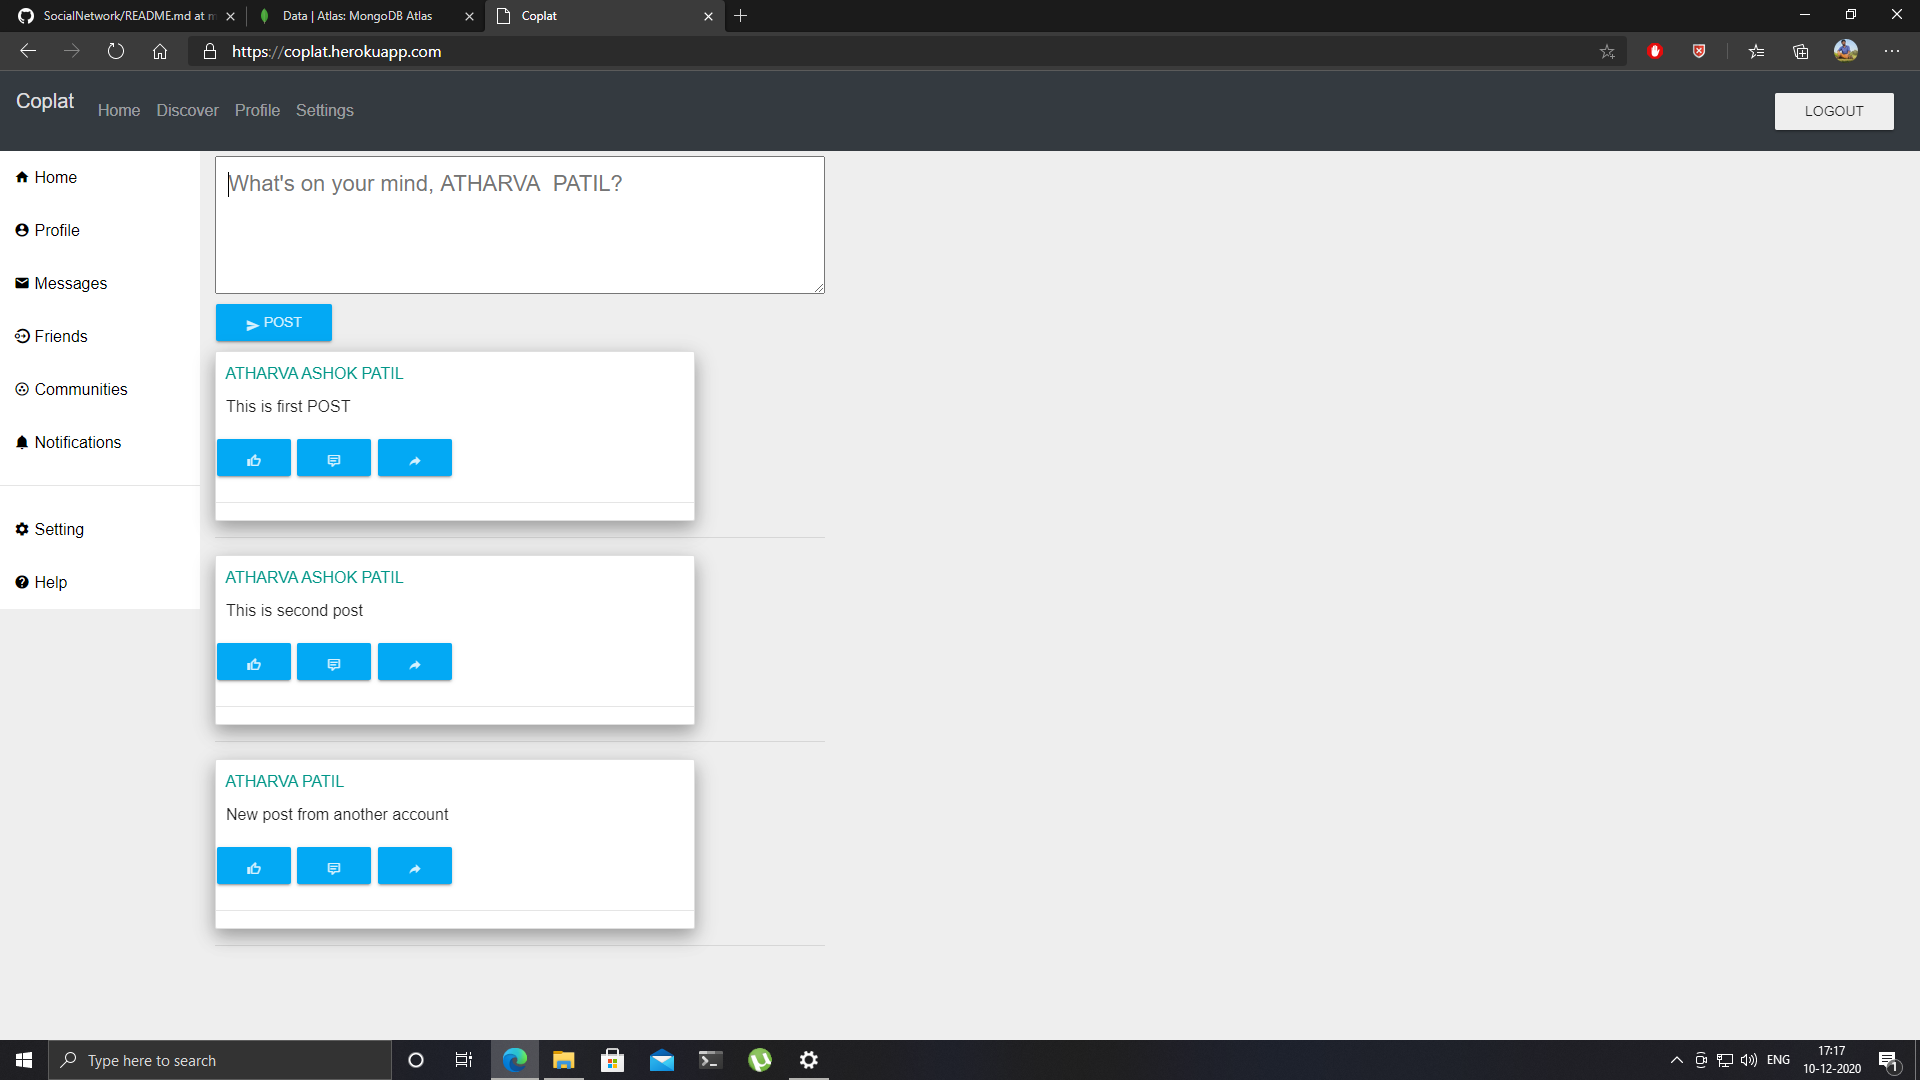 SocialNetwork/README.md at m
Data | Atlas: MongoDB Atlas
Coplat
https://coplat.herokuapp.com
Coplat
Home
Discover
Profile
Settings
LOGOUT
Home
Profile
Messages
Friends
Communities
Notifications
Setting
Help
What's on your mind, ATHARVA  PATIL?
POST
ATHARVA ASHOK PATIL
This is first POST
ATHARVA ASHOK PATIL
This is second post
ATHARVA PATIL
New post from another account
Type here to search
ENG
17:17
10-12-2020
1